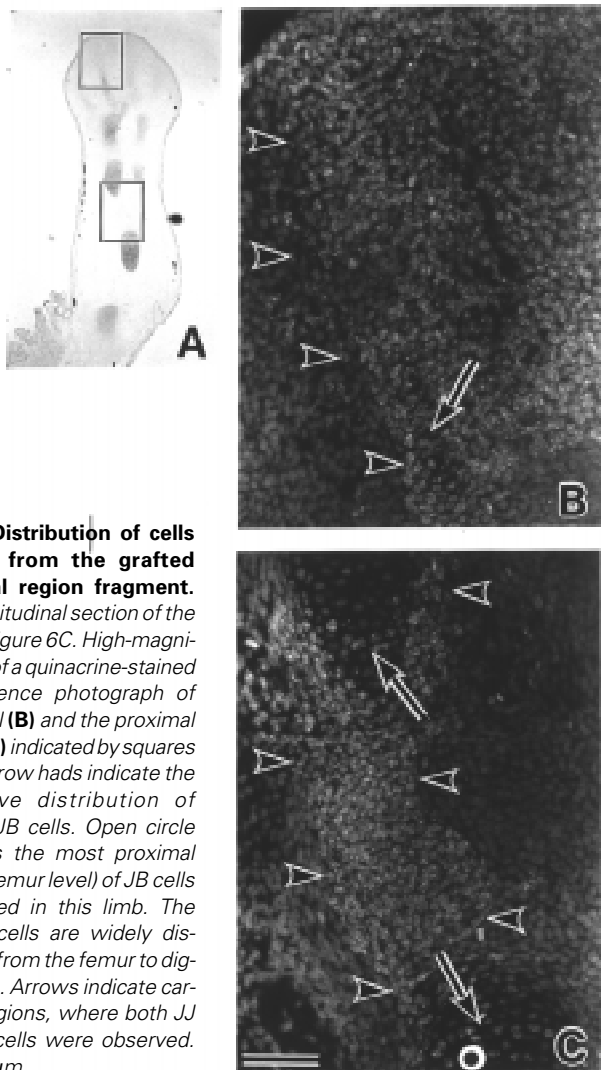 A
B
Distribution of cells
from the grafted
region fragment.
itudinal section of the
igure 6C. High-magni-
of a quinacrine-stained
ence photograph of
(B) and the proximal
indicated by squares
row hads indicate the
ve distribution of
JB cells. Open circle
s the most proximal
femur level) of JB cells
ed in this limb. The
cells are widely dis-
from the femur to dig-
. Arrows indicate car-
gions, where both JJ
cells were observed.
C